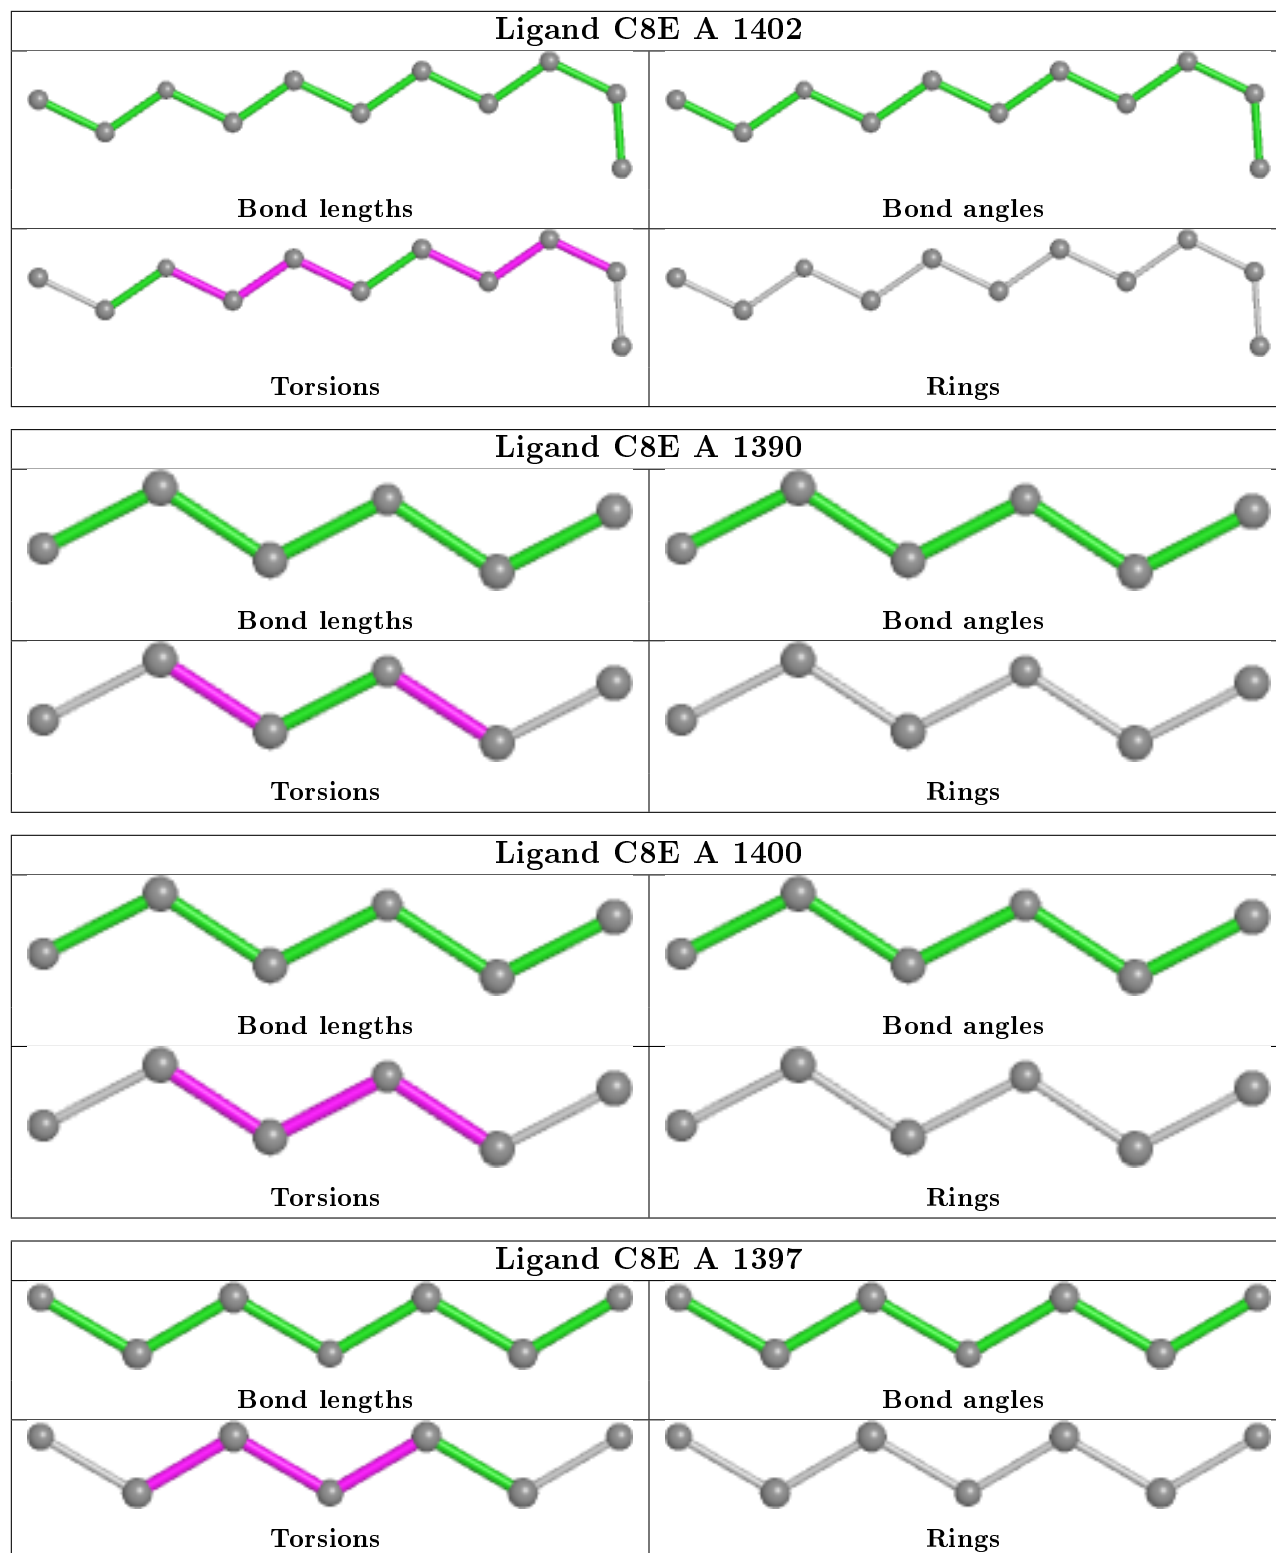 Ligand C8E A 1402
Bond lengths
Bond angles
Torsions
Rings
Ligand C8E A 1390
Bond lengths
Bond angles
Torsions
Rings
Ligand C8E A 1400
Bond lengths
Bond angles
Torsions
Rings
Ligand C8E A 1397
Bond lengths
Bond angles
Torsions
Rings